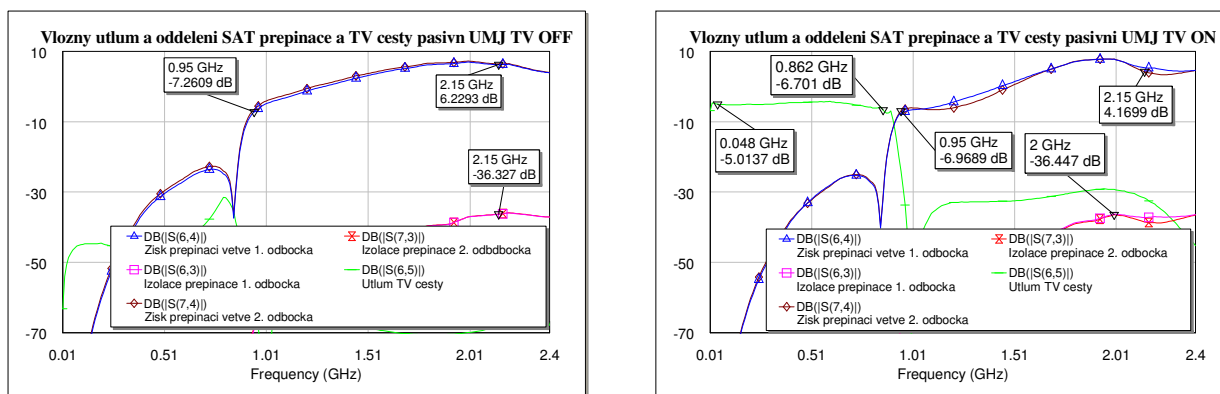 Vlozny utlum a oddeleni SAT prepinace a TV cesty pasivn UMJ TV OFF
10
-10
-30
-50
-70
0.95 GHz
-7.2609 dB
2.15 GHz
6.2293 dB
2.15 GHz
-36.327 dB
DB(|S(6,4)|)
Zisk prepinaci vetve 1. odbocka
DB(|S(7,3)|)
Izolace prepinace 2. odbdbocka
DB(|S(6,3)|)
Izolace prepinace 1. odbocka
DB(|S(6,5)|)
Utlum TV cesty
DB(|S(7,4)|)
Zisk prepinaci vetve 2. odbocka
0.01 0.51 1.01 1.51 2.01 2.4
Frequency (GHz)
Vlozny utlum a oddeleni SAT prepinace a TV cesty pasivni UMJ TV ON
10
-10
-30
-50
-70
0.862 GHz
-6.701 dB
0.048 GHz
-5.0137 dB
0.95 GHz
-6.9689 dB
2.15 GHz
4.1699 dB
2 GHz
-36.447 dB
DB(|S(6,4)|)
Zisk prepinaci vetve 1. odbocka
DB(|S(7,3)|)
Izolace prepinace 2. odbocka
DB(|S(6,3)|)
Izolace prepinace 1. odbocka
DB(|S(6,5)|)
Utlum TV cesty
DB(|S(7,4)|)
Zisk prepinaci vetve 2. odbocka
0.01 0.51 1.01 1.51 2.01 2.4
Frequency (GHz)